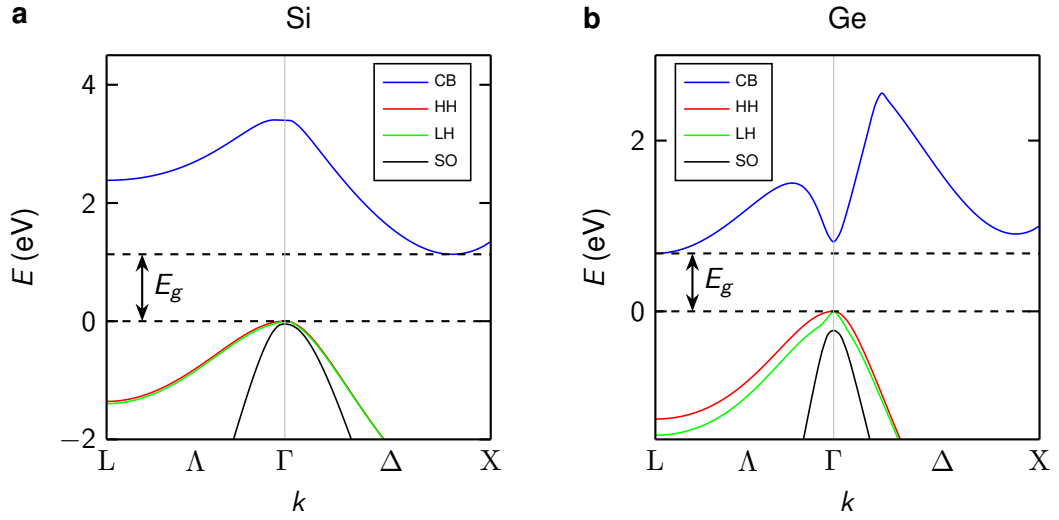 a
Si
E (eV)
4
2
0
−2
CB
HH
LH
SO
E_g
L Λ Γ Δ X
k
b
Ge
E (eV)
2
0
CB
HH
LH
SO
E_g
L Λ Γ Δ X
k